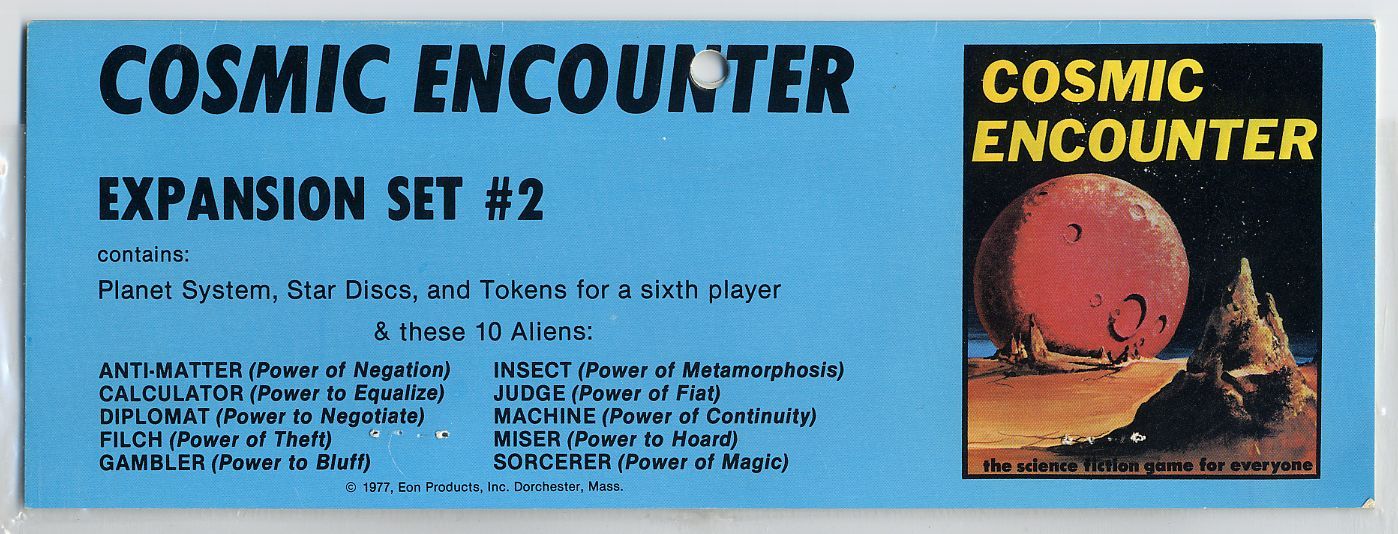 COSMIC ENCOUNTER
EXPANSION SET #2
contains:
Planet System, Star Discs, and Tokens for a sixth player
& these 10 Aliens:
ANTI-MATTER (Power of Negation)
CALCULATOR (Power to Equalize)
DIPLOMAT (Power to Negotiate)
FILCH (Power of Theft)
GAMBLER (Power to Bluff)
INSECT (Power of Metamorphosis)
JUDGE (Power of Fiat)
MACHINE (Power of Continuity)
MISER (Power to Hoard)
SORCERER (Power of Magic)
© 1977, Eon Products, Inc. Dorchester, Mass.
COSMIC
ENCOUNTER
the science fiction game for everyone